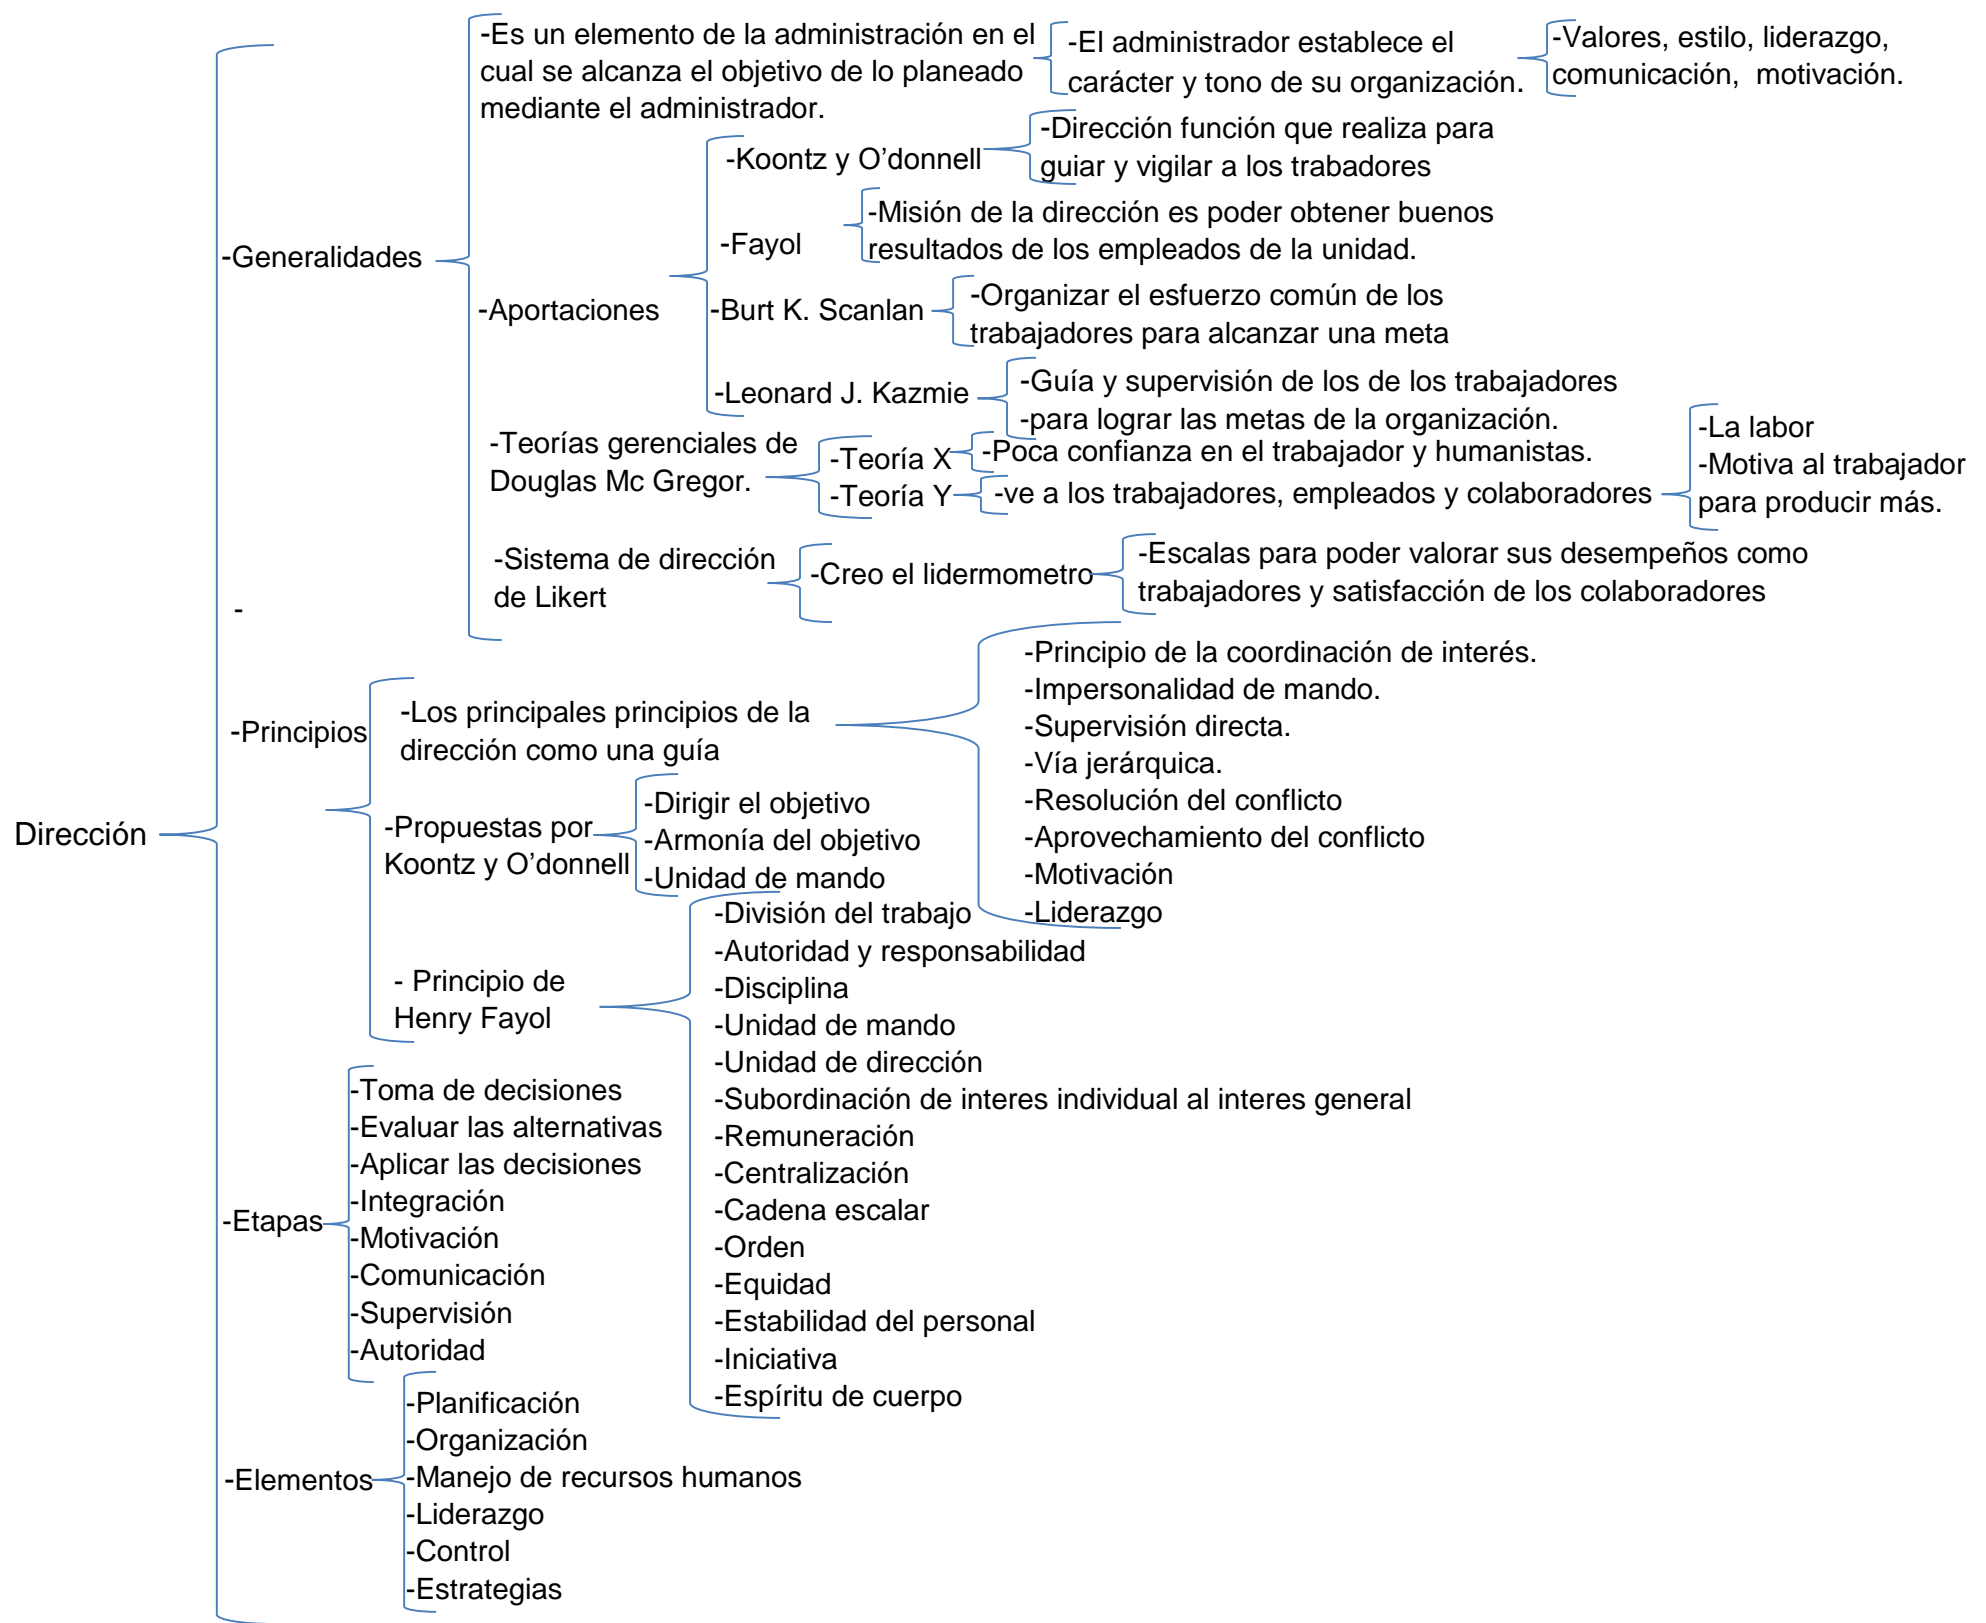 Dirección
-Generalidades
-Es un elemento de la administración en el
cual se alcanza el objetivo de lo planeado
mediante el administrador.
-El administrador establece el
carácter y tono de su organización.
-Valores, estilo, liderazgo,
comunicación,  motivación.
-Aportaciones
-Koontz y O’donnell
-Dirección función que realiza para
guiar y vigilar a los trabadores
-Fayol
-Misión de la dirección es poder obtener buenos
resultados de los empleados de la unidad.
-Burt K. Scanlan
-Organizar el esfuerzo común de los
trabajadores para alcanzar una meta
-Leonard J. Kazmie
-Guía y supervisión de los de los trabajadores
-para lograr las metas de la organización.
-Teorías gerenciales de
Douglas Mc Gregor.
-Teoría X
-Poca confianza en el trabajador y humanistas.
-Teoría Y
-ve a los trabajadores, empleados y colaboradores
-La labor
-Motiva al trabajador
para producir más.
-Sistema de dirección
de Likert
-Creo el lidermometro
-Escalas para poder valorar sus desempeños como
trabajadores y satisfacción de los colaboradores
-
-Principios
-Los principales principios de la
dirección como una guía
-Principio de la coordinación de interés.
-Impersonalidad de mando.
-Supervisión directa.
-Vía jerárquica.
-Resolución del conflicto
-Aprovechamiento del conflicto
-Motivación
-Liderazgo
-Propuestas por
Koontz y O’donnell
-Dirigir el objetivo
-Armonía del objetivo
-Unidad de mando
- Principio de
Henry Fayol
-División del trabajo
-Autoridad y responsabilidad
-Disciplina
-Unidad de mando
-Unidad de dirección
-Subordinación de interes individual al interes general
-Remuneración
-Centralización
-Cadena escalar
-Orden
-Equidad
-Estabilidad del personal
-Iniciativa
-Espíritu de cuerpo
-Etapas
-Toma de decisiones
-Evaluar las alternativas
-Aplicar las decisiones
-Integración
-Motivación
-Comunicación
-Supervisión
-Autoridad
-Elementos
-Planificación
-Organización
-Manejo de recursos humanos
-Liderazgo
-Control
-Estrategias